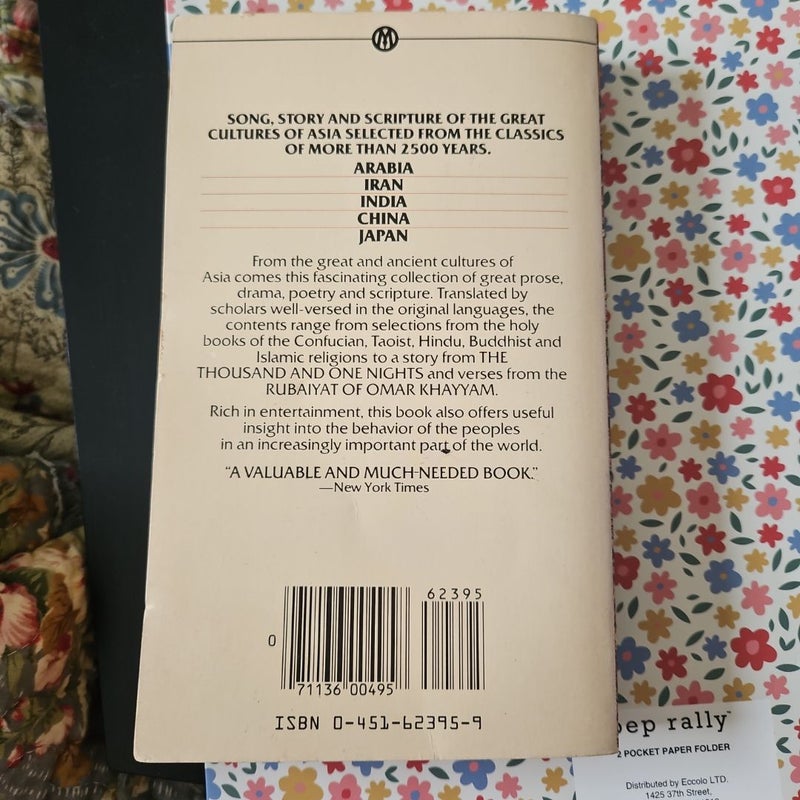 M
SONG, STORY AND SCRIPTURE OF THE GREAT
CULTURES OF ASIA SELECTED FROM THE CLASSICS
OF MORE THAN 2500 YEARS.
ARABIA
IRAN
INDIA
CHINA
JAPAN
From the great and ancient cultures of
Asia comes this fascinating collection of great prose,
drama, poetry and scripture. Translated by
scholars well-versed in the original languages, the
contents range from selections from the holy
books of the Confucian, Taoist, Hindu, Buddhist and
Islamic religions to a story from THE
THOUSAND AND ONE NIGHTS and verses from the
RUBAIYAT OF OMAR KHAYYAM.
Rich in entertainment, this book also offers useful
insight into the behavior of the peoples
in an increasingly important part of the world.
“A VALUABLE AND MUCH-NEEDED BOOK.”
—New York Times
62395
0
71136 00495
ISBN 0-451-62395-9
pep rally™
2 POCKET PAPER FOLDER
Distributed by Eccolo LTD.
1425 37th Street,